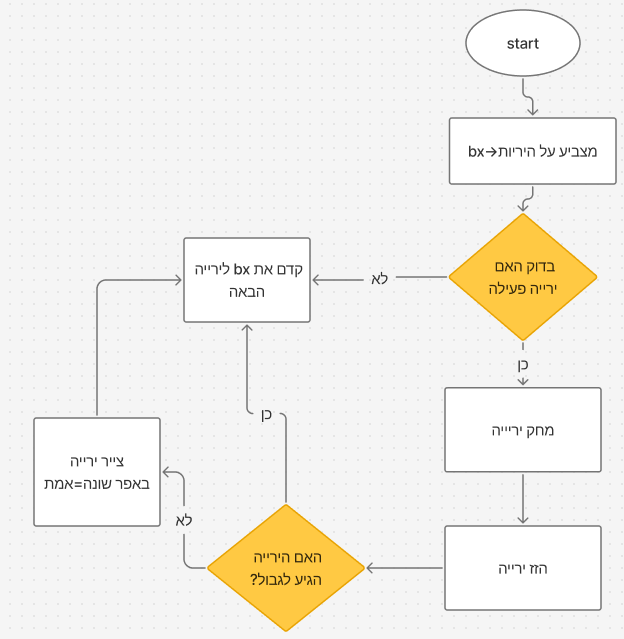 start
מצביע על היריות→bx
בדוק האם
ירייה פעילה
לא
קדם את bx לירייה
הבאה
כן
מחק יריייה
הזז ירייה
האם הירייה
הגיע לגבול?
כן
לא
צייר ירייה
באפר שונה=אמת